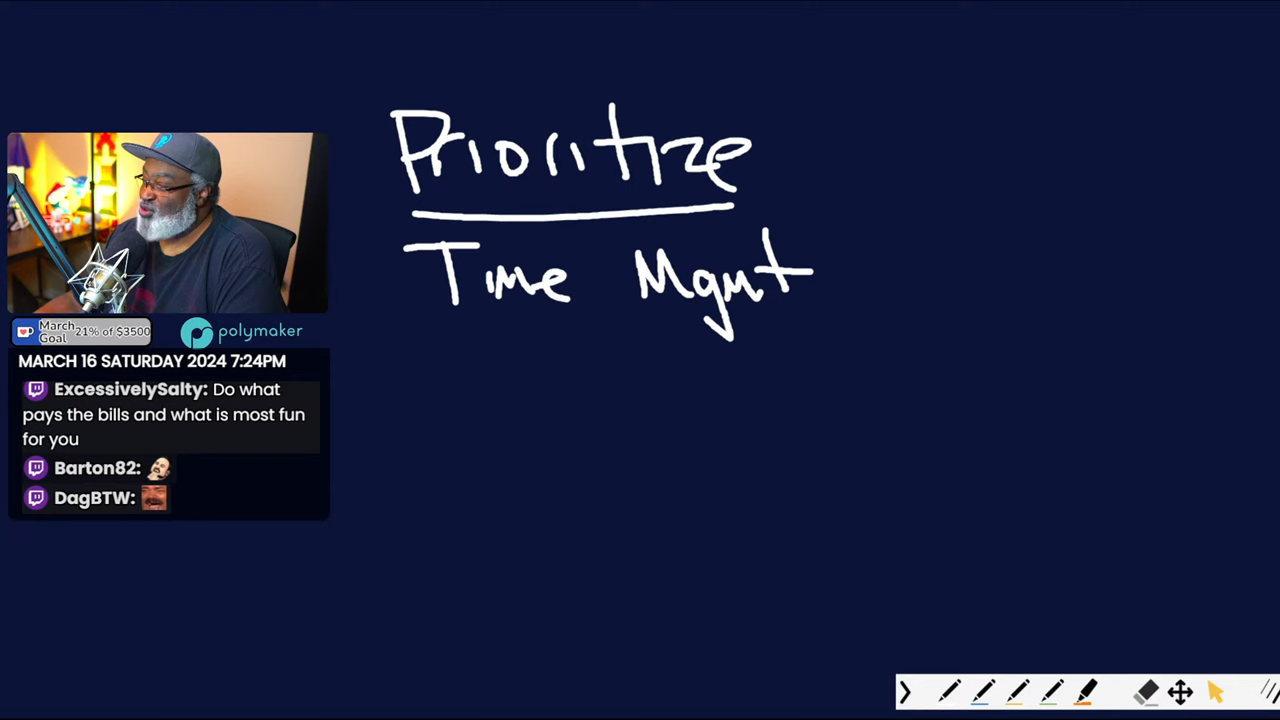 Prioritize
Time Mgmt
March Goal 21% of $3500
polymaker
MARCH 16 SATURDAY 2024 7:24PM
ExcessivelySalty: Do what
pays the bills and what is most fun
for you
Barton82:
DagBTW: